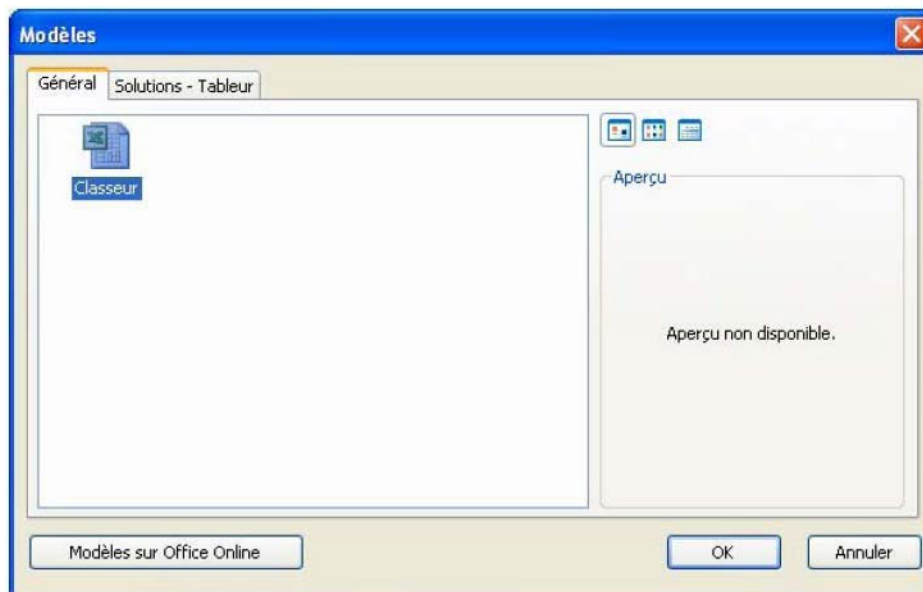 Modèles
Général
Solutions - Tableur
Classeur
Aperçu
Aperçu non disponible.
Modèles sur Office Online
OK
Annuler